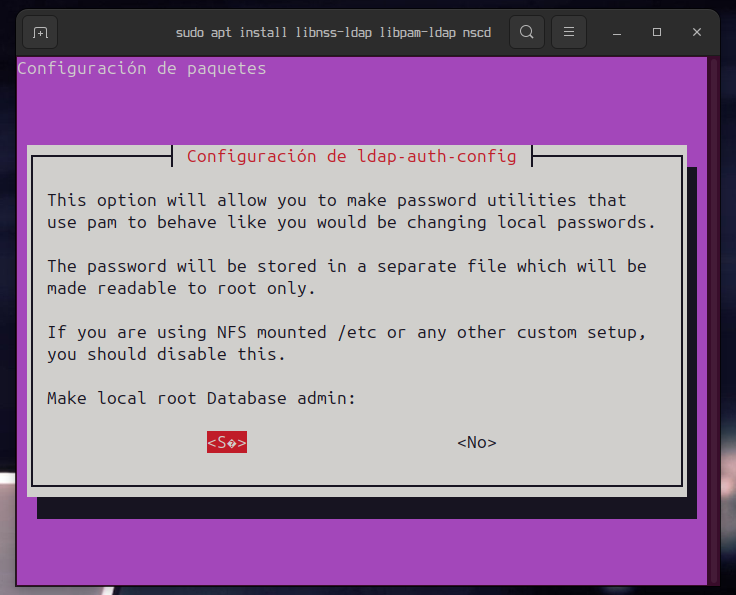 sudo apt install libnss-ldap libpam-ldap nscd
Configuración de paquetes
Configuración de ldap-auth-config
This option will allow you to make password utilities that
use pam to behave like you would be changing local passwords.
The password will be stored in a separate file which will be
made readable to root only.
If you are using NFS mounted /etc or any other custom setup,
you should disable this.
Make local root Database admin:
<S�> <No>